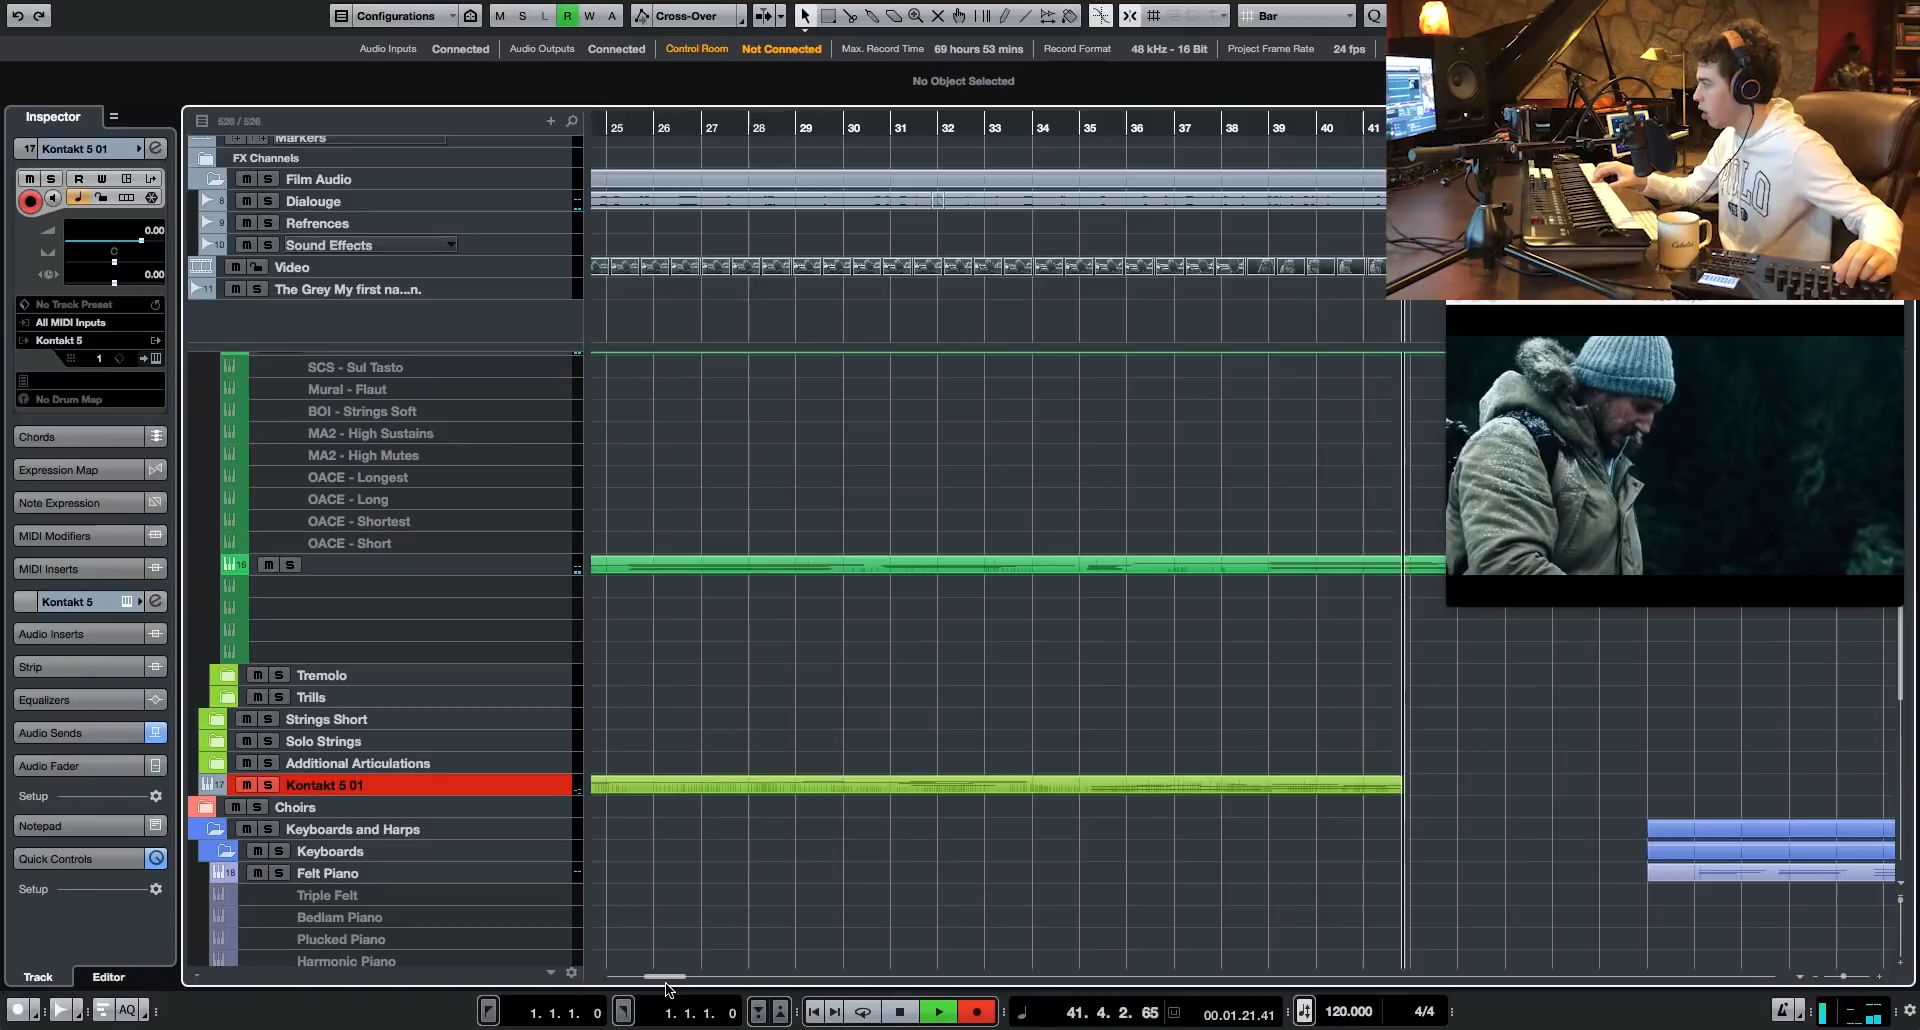 Configurations
M S L R W A
Cross-Over
Bar
Q
Audio Inputs Connected Audio Outputs Connected Control Room Not Connected Max. Record Time 69 hours 53 mins Record Format 48 kHz - 16 Bit Project Frame Rate 24 fps
No Object Selected
Inspector
526 / 526
25 26 27 28 29 30 31 32 33 34 35 36 37 38 39 40 41
Markers
17 Kontakt 5 01
FX Channels
m s Film Audio
M S R W
8 m s Dialouge
9 m s Refrences
10 m s Sound Effects
0.00
C
m Video
0.00
11 m s The Grey My first na...n.
No Track Preset
All MIDI Inputs
Kontakt 5
1
No Drum Map
SCS - Sul Tasto
Mural - Flaut
BOI - Strings Soft
Chords
MA2 - High Sustains
MA2 - High Mutes
Expression Map
OACE - Longest
Note Expression
OACE - Long
OACE - Shortest
MIDI Modifiers
OACE - Short
MIDI Inserts
16 m s
Kontakt 5
Audio Inserts
Strip
m s Tremolo
Equalizers
m s Trills
Audio Sends
m s Strings Short
m s Solo Strings
Audio Fader
m s Additional Articulations
17 m s Kontakt 5 01
Setup
m s Choirs
Notepad
m s Keyboards and Harps
Quick Controls
m s Keyboards
18 m s Felt Piano
Setup
Triple Felt
Bedlam Piano
Plucked Piano
Harmonic Piano
Track Editor
AQ
1. 1. 1. 0
1. 1. 1. 0
41. 4. 2. 65
00.01.21.41
120.000
4/4